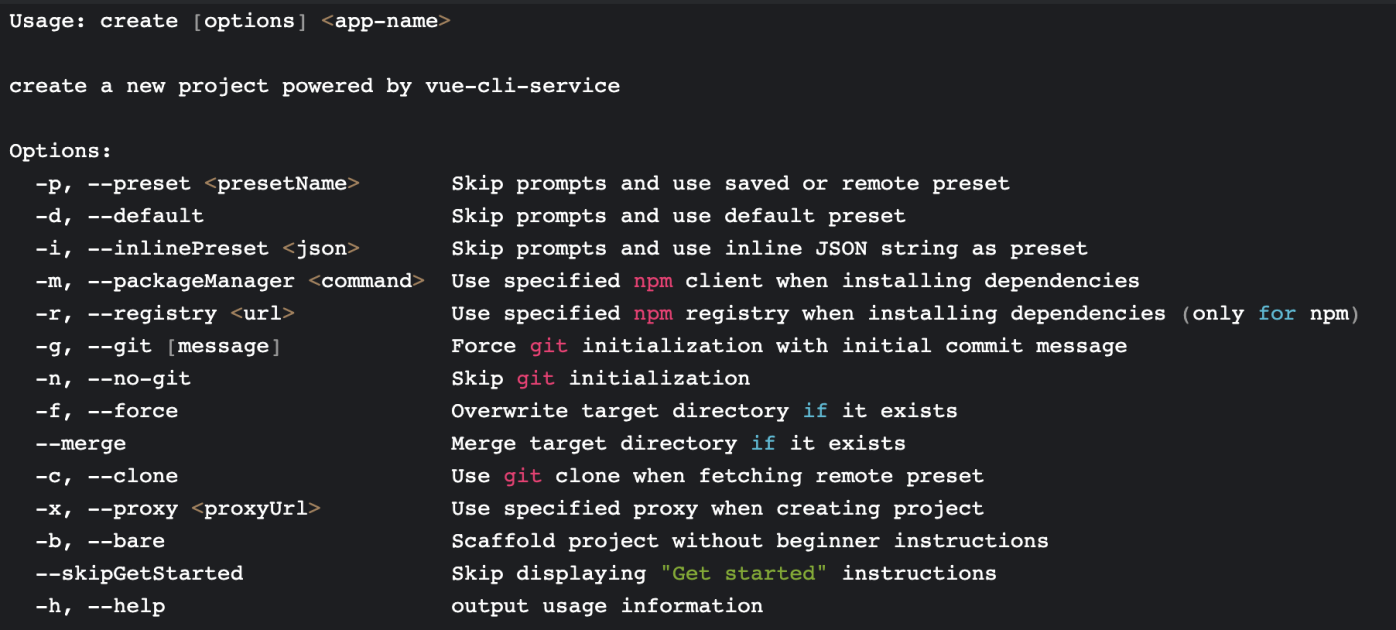 Usage: create [options] <app-name>
create a new project powered by vue-cli-service
Options:
-p, --preset <presetName> Skip prompts and use saved or remote preset
-d, --default Skip prompts and use default preset
-i, --inlinePreset <json> Skip prompts and use inline JSON string as preset
-m, --packageManager <command> Use specified npm client when installing dependencies
-r, --registry <url> Use specified npm registry when installing dependencies (only for npm)
-g, --git [message] Force git initialization with initial commit message
-n, --no-git Skip git initialization
-f, --force Overwrite target directory if it exists
--merge Merge target directory if it exists
-c, --clone Use git clone when fetching remote preset
-x, --proxy <proxyUrl> Use specified proxy when creating project
-b, --bare Scaffold project without beginner instructions
--skipGetStarted Skip displaying "Get started" instructions
-h, --help output usage information